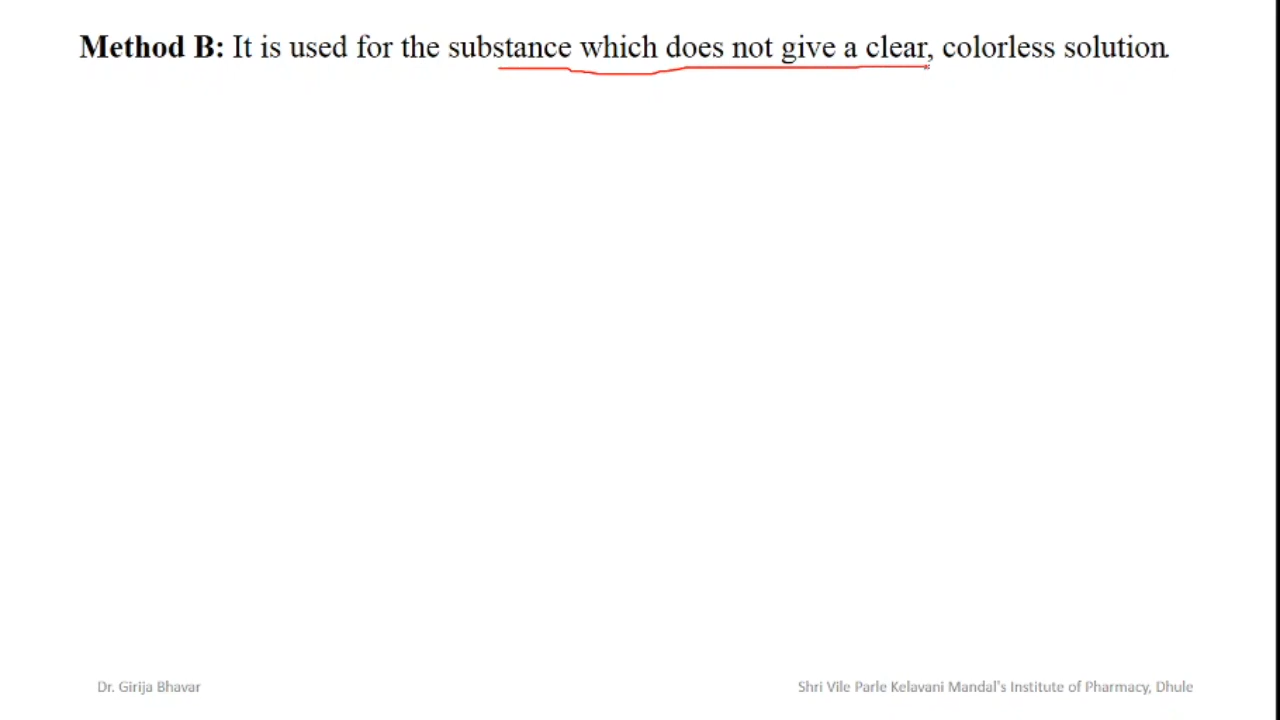 Method B: It is used for the substance which does not give a clear, colorless solution.
Dr. Girija Bhavar
Shri Vile Parle Kelavani Mandal's Institute of Pharmacy, Dhule